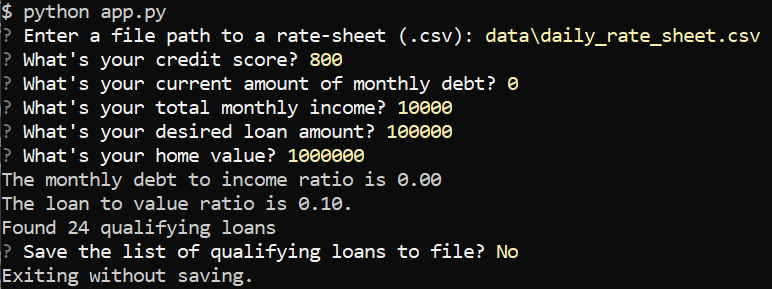 $ python app.py
? Enter a file path to a rate-sheet (.csv): data\daily_rate_sheet.csv
? What's your credit score? 800
? What's your current amount of monthly debt? 0
? What's your total monthly income? 10000
? What's your desired loan amount? 100000
? What's your home value? 1000000
The monthly debt to income ratio is 0.00
The loan to value ratio is 0.10.
Found 24 qualifying loans
? Save the list of qualifying loans to file? No
Exiting without saving.